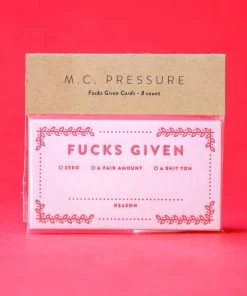 M.C. PRESSURE
Fucks Given Cards - 8 count
FUCKS GIVEN
ZERO A FAIR AMOUNT A SHIT TON
REASON